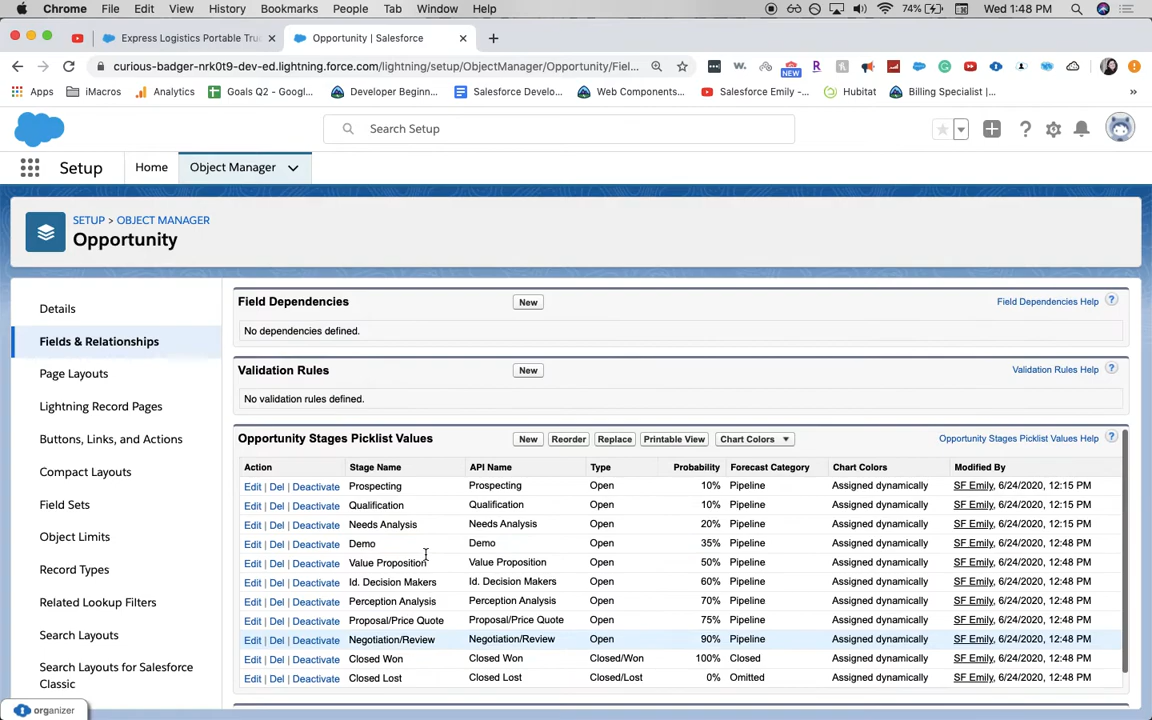 Chrome File Edit View History Bookmarks People Tab Window Help 74% Wed 1:48 PM
Express Logistics Portable Tru Opportunity | Salesforce
curious-badger-nrk0t9-dev-ed.lightning.force.com/lightning/setup/ObjectManager/Opportunity/Fiel... w. NEW R
Apps iMacros Analytics Goals Q2 - Googl... Developer Beginn... Salesforce Develo... Web Components... Salesforce Emily -... Hubitat Billing Specialist |... »
Search Setup
Setup Home Object Manager
SETUP > OBJECT MANAGER
Opportunity
Details
Fields & Relationships
Page Layouts
Lightning Record Pages
Buttons, Links, and Actions
Compact Layouts
Field Sets
Object Limits
Record Types
Related Lookup Filters
Search Layouts
Search Layouts for Salesforce
Classic
Field Dependencies New Field Dependencies Help ?
No dependencies defined.
Validation Rules New Validation Rules Help ?
No validation rules defined.
Opportunity Stages Picklist Values New Reorder Replace Printable View Chart Colors Opportunity Stages Picklist Values Help ?
Action Stage Name API Name Type Probability Forecast Category Chart Colors Modified By
Edit | Del | Deactivate Prospecting Prospecting Open 10% Pipeline Assigned dynamically SF Emily, 6/24/2020, 12:15 PM
Edit | Del | Deactivate Qualification Qualification Open 10% Pipeline Assigned dynamically SF Emily, 6/24/2020, 12:15 PM
Edit | Del | Deactivate Needs Analysis Needs Analysis Open 20% Pipeline Assigned dynamically SF Emily, 6/24/2020, 12:15 PM
Edit | Del | Deactivate Demo Demo Open 35% Pipeline Assigned dynamically SF Emily, 6/24/2020, 12:48 PM
Edit | Del | Deactivate Value Proposition Value Proposition Open 50% Pipeline Assigned dynamically SF Emily, 6/24/2020, 12:48 PM
Edit | Del | Deactivate Id. Decision Makers Id. Decision Makers Open 60% Pipeline Assigned dynamically SF Emily, 6/24/2020, 12:48 PM
Edit | Del | Deactivate Perception Analysis Perception Analysis Open 70% Pipeline Assigned dynamically SF Emily, 6/24/2020, 12:48 PM
Edit | Del | Deactivate Proposal/Price Quote Proposal/Price Quote Open 75% Pipeline Assigned dynamically SF Emily, 6/24/2020, 12:48 PM
Edit | Del | Deactivate Negotiation/Review Negotiation/Review Open 90% Pipeline Assigned dynamically SF Emily, 6/24/2020, 12:48 PM
Edit | Del | Deactivate Closed Won Closed Won Closed/Won 100% Closed Assigned dynamically SF Emily, 6/24/2020, 12:48 PM
Edit | Del | Deactivate Closed Lost Closed Lost Closed/Lost 0% Omitted Assigned dynamically SF Emily, 6/24/2020, 12:48 PM
organizer